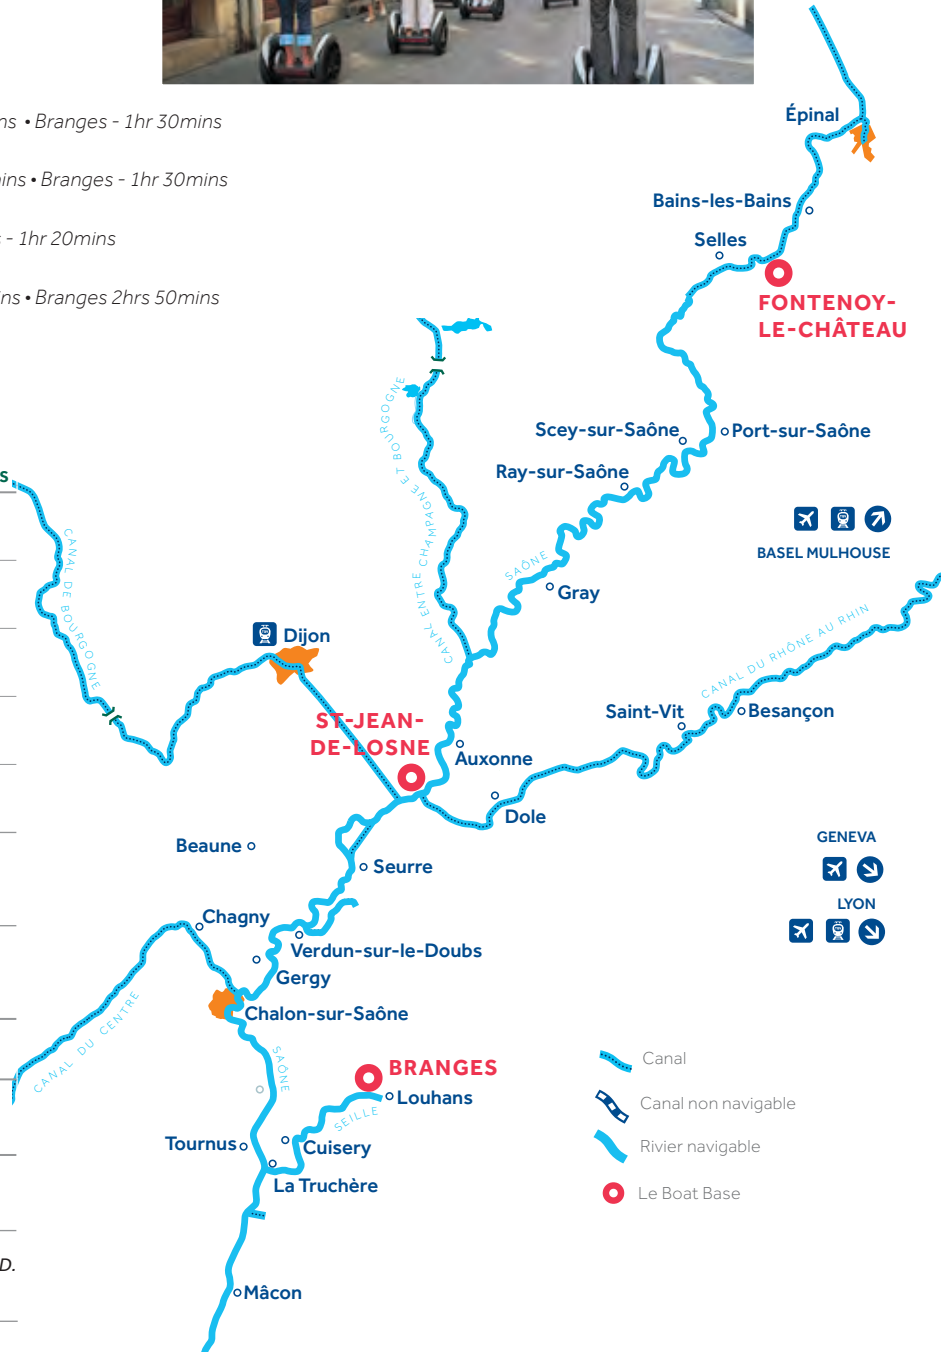 ns • Branges - 1hr 30mins
ins • Branges - 1hr 30mins
- 1hr 20mins
ins • Branges 2hrs 50mins
Épinal
Bains-les-Bains
Selles
FONTENOY-
LE-CHÂTEAU
Scey-sur-Saône
Port-sur-Saône
Ray-sur-Saône
BASEL MULHOUSE
SAÔNE
Gray
CANAL ENTRE CHAMPAGNE ET BOURGOGNE
s
CANAL DE BOURGOGNE
Dijon
CANAL DU RHÔNE AU RHIN
ST-JEAN-
DE-LOSNE
Saint-Vit
Besançon
Auxonne
Dole
Beaune
Seurre
GENEVA
LYON
Chagny
Verdun-sur-le-Doubs
Gergy
Chalon-sur-Saône
CANAL DU CENTRE
SAÔNE
BRANGES
Louhans
SEILLE
Tournus
Cuisery
La Truchère
Mâcon
Canal
Canal non navigable
Rivier navigable
Le Boat Base
D.